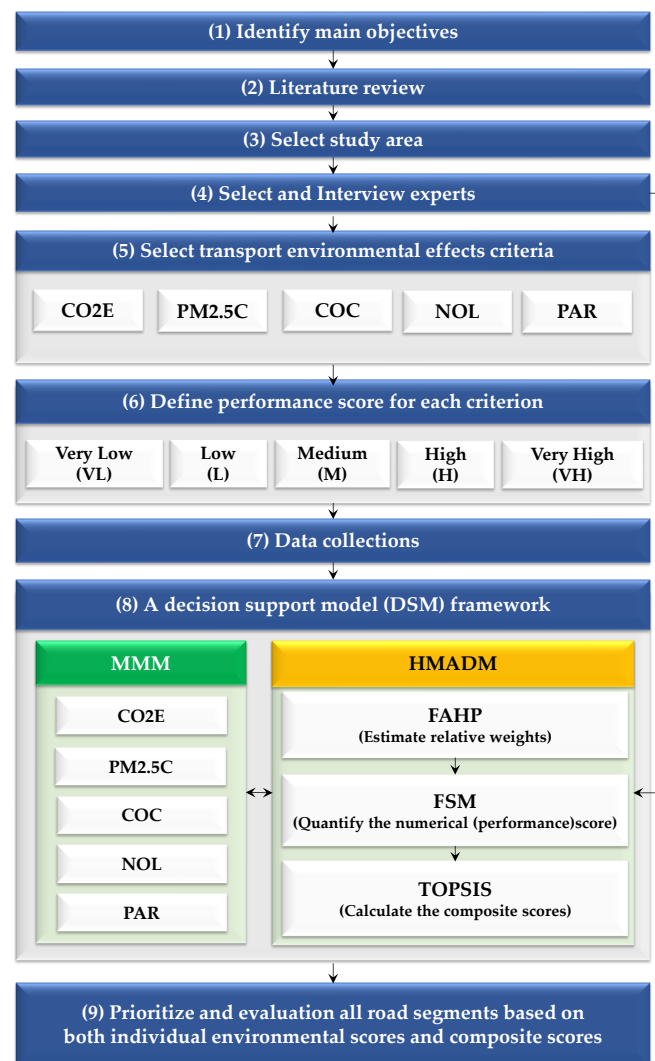 (1) Identify main objectives
(2) Literature review
(3) Select study area
(4) Select and Interview experts
(5) Select transport environmental effects criteria
CO2E PM2.5C COC NOL PAR
(6) Define performance score for each criterion
Very Low
(VL)
Low
(L)
Medium
(M)
High
(H)
Very High
(VH)
(7) Data collections
(8) A decision support model (DSM) framework
MMM
CO2E
PM2.5C
COC
NOL
PAR
HMADM
FAHP
(Estimate relative weights)
FSM
(Quantify the numerical (performance)score)
TOPSIS
(Calculate the composite scores)
(9) Prioritize and evaluation all road segments based on
both individual environmental scores and composite scores